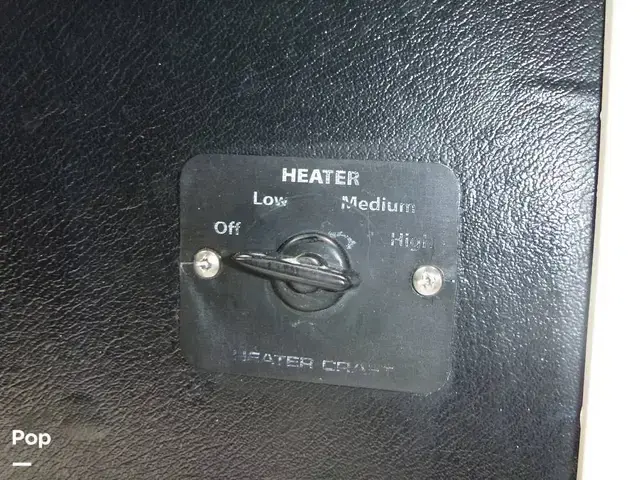 HEATER
Low Medium
Off High
HEATER CRAFT
Pop